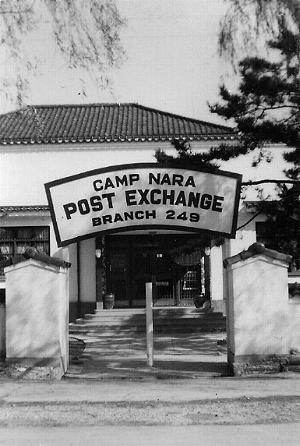 CAMP NARA
POST EXCHANGE
BRANCH 249